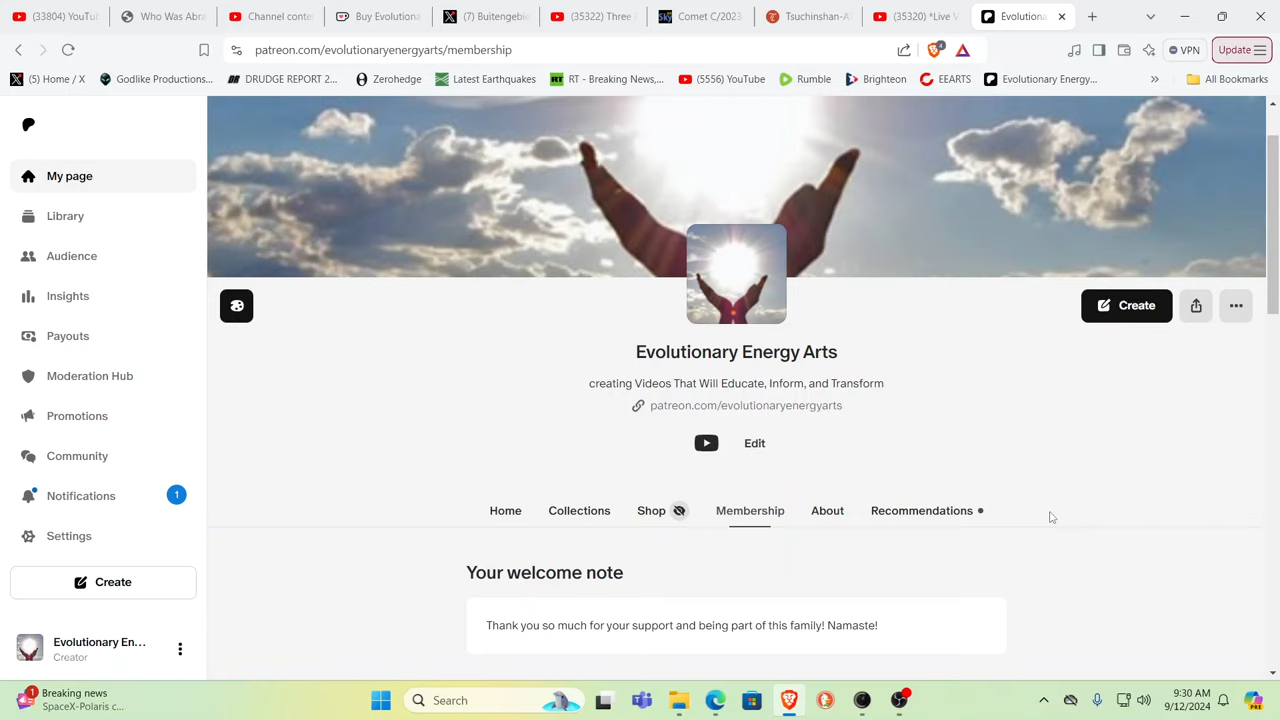 (33804) YouTu
Who Was Abra
Channel conte
Buy Evolutiona
(7) Buitengebie
(35322) Three
Comet C/2023
Tsuchinshan-A
(35320) *Live V
Evolutiona
patreon.com/evolutionaryenergyarts/membership
4
VPN
Update
(5) Home / X
Godlike Productions...
DRUDGE REPORT 2...
Zerohedge
Latest Earthquakes
RT - Breaking News,...
(5556) YouTube
Rumble
Brighteon
EEARTS
Evolutionary Energy...
»
All Bookmarks
My page
Library
Audience
Insights
Payouts
Moderation Hub
Promotions
Community
Notifications
1
Settings
Create
Evolutionary En...
Creator
Create
Evolutionary Energy Arts
creating Videos That Will Educate, Inform, and Transform
patreon.com/evolutionaryenergyarts
Edit
Home
Collections
Shop
Membership
About
Recommendations
Your welcome note
Thank you so much for your support and being part of this family! Namaste!
1
Breaking news
SpaceX-Polaris c...
Search
9:30 AM
9/12/2024
PRE